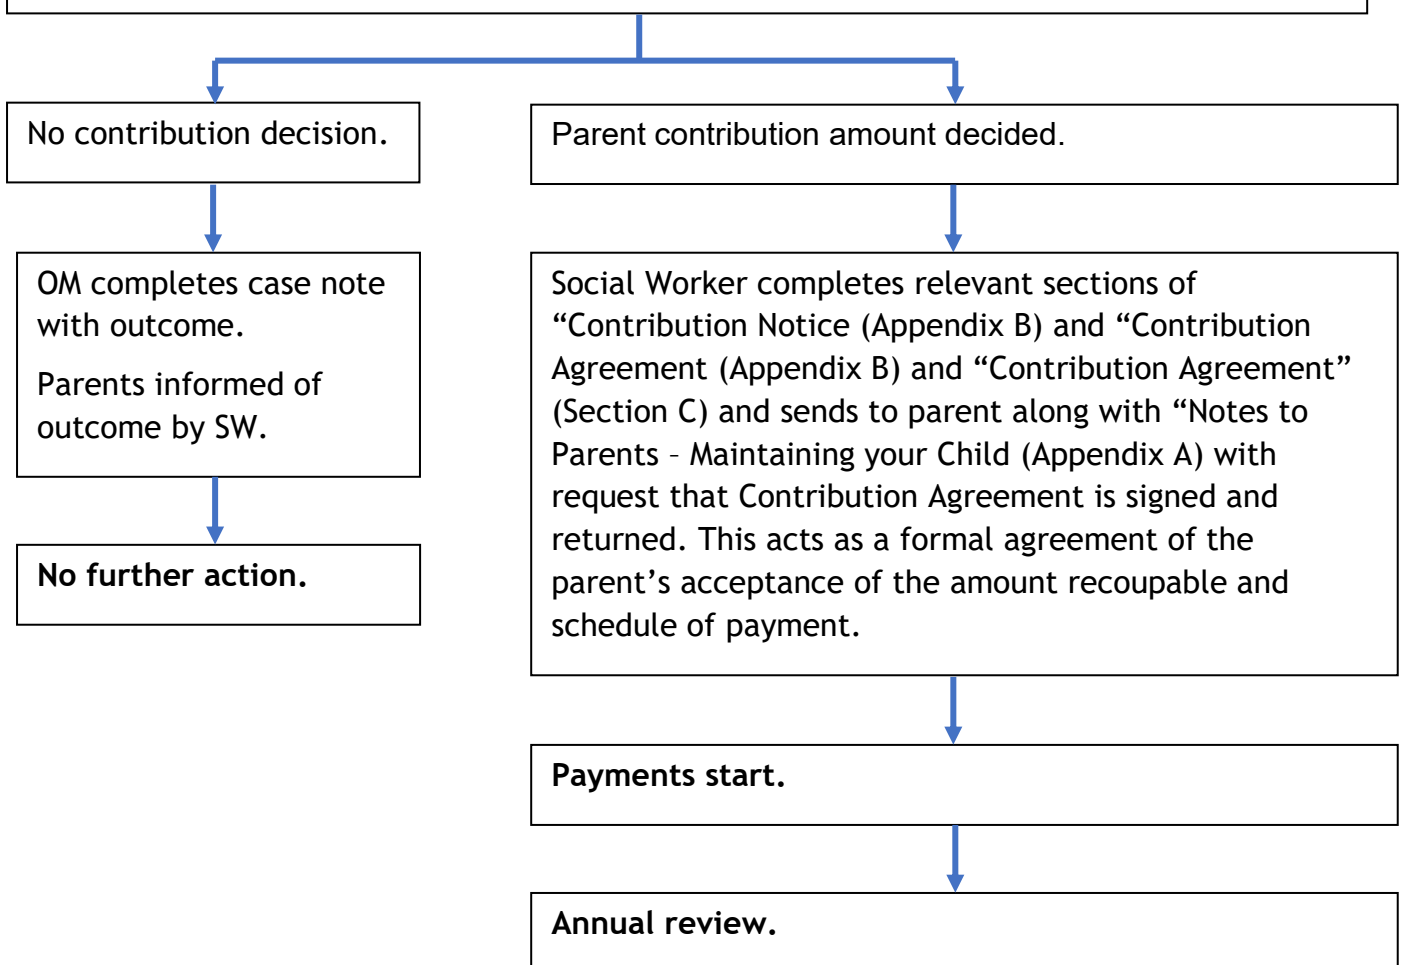 No contribution decision.
Parent contribution amount decided.
OM completes case note
with outcome.
Parents informed of
outcome by SW.
Social Worker completes relevant sections of
“Contribution Notice (Appendix B) and “Contribution
Agreement (Appendix B) and “Contribution Agreement”
(Section C) and sends to parent along with “Notes to
Parents – Maintaining your Child (Appendix A) with
request that Contribution Agreement is signed and
returned. This acts as a formal agreement of the
parent’s acceptance of the amount recoupable and
schedule of payment.
No further action.
Payments start.
Annual review.